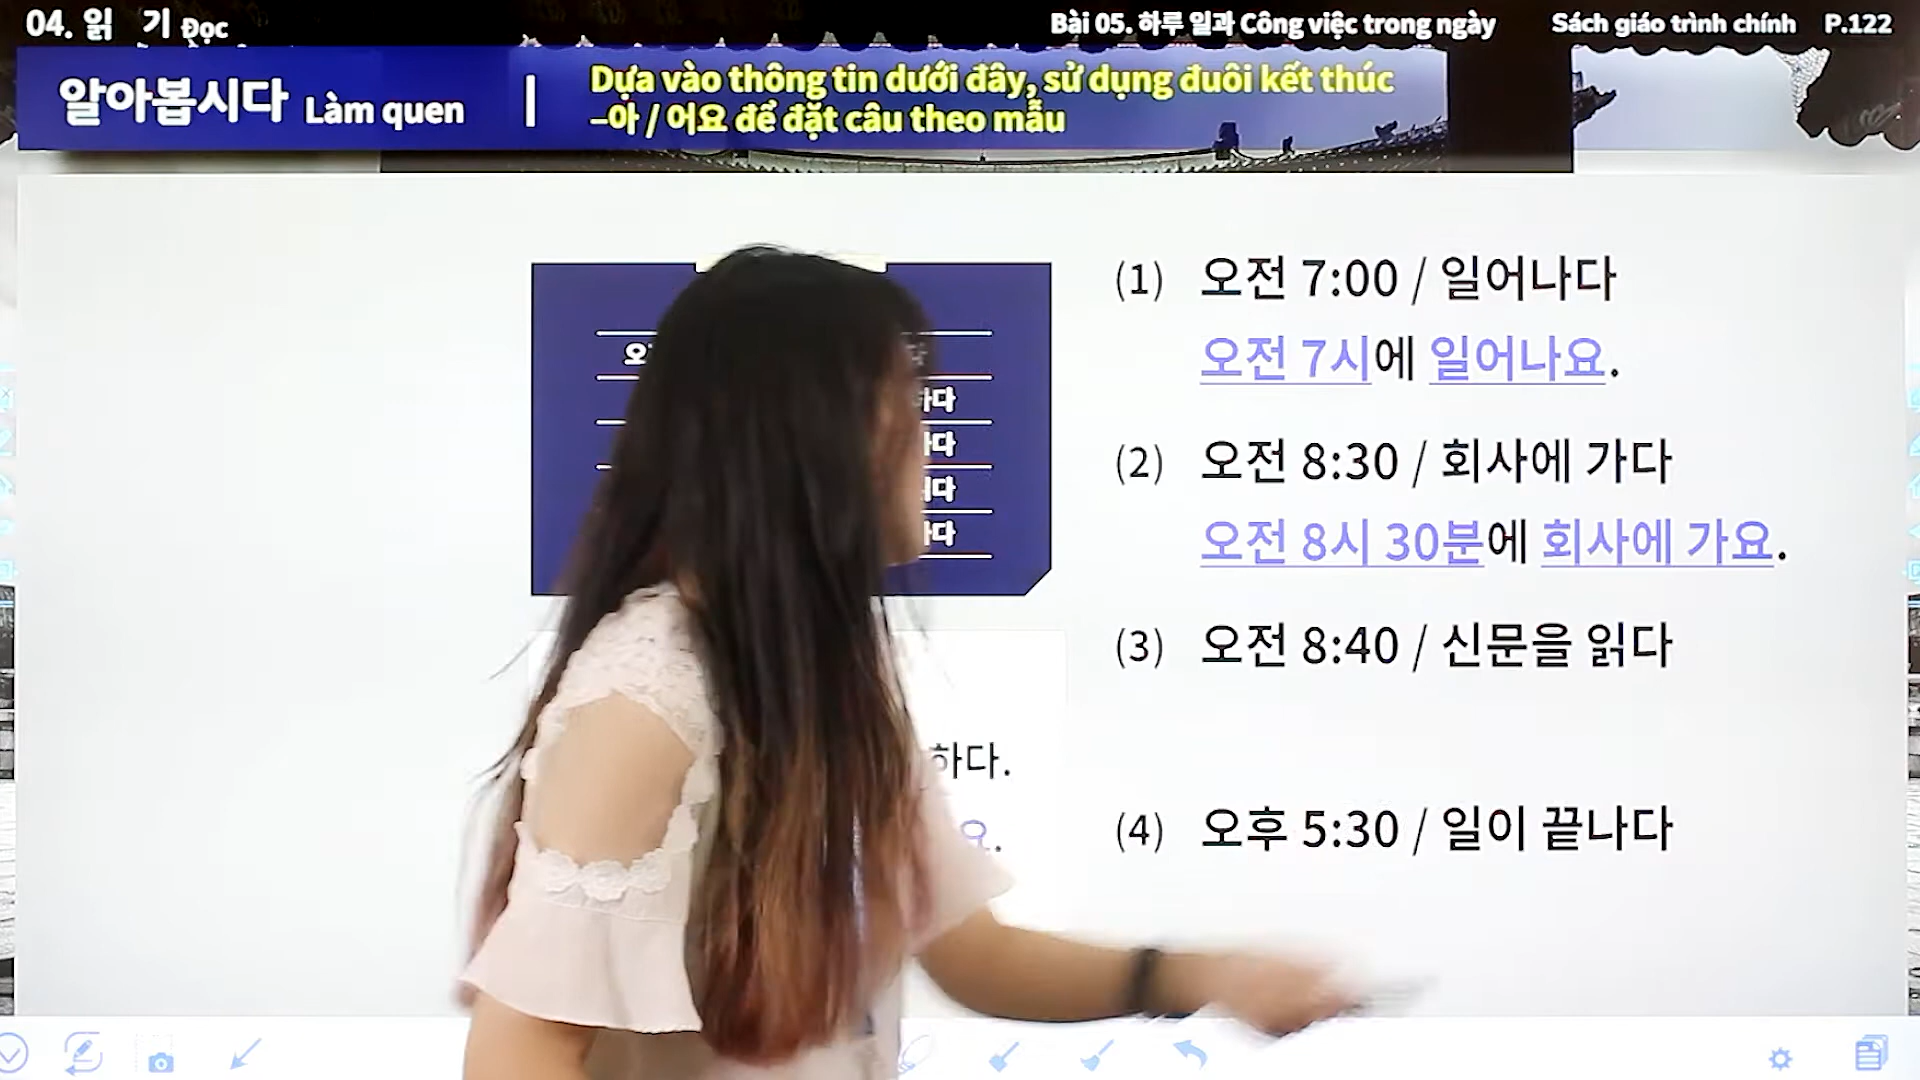 04. 읽 기 Đọc
Bài 05. 하루 일과 Công việc trong ngày
Sách giáo trình chính P.122
알아봅시다 Làm quen
Dựa vào thông tin dưới đây, sử dụng đuôi kết thúc
–아 / 어요 để đặt câu theo mẫu
하다.
요.
(1) 오전 7:00 / 일어나다
오전 7시에 일어나요.
(2) 오전 8:30 / 회사에 가다
오전 8시 30분에 회사에 가요.
(3) 오전 8:40 / 신문을 읽다
(4) 오후 5:30 / 일이 끝나다